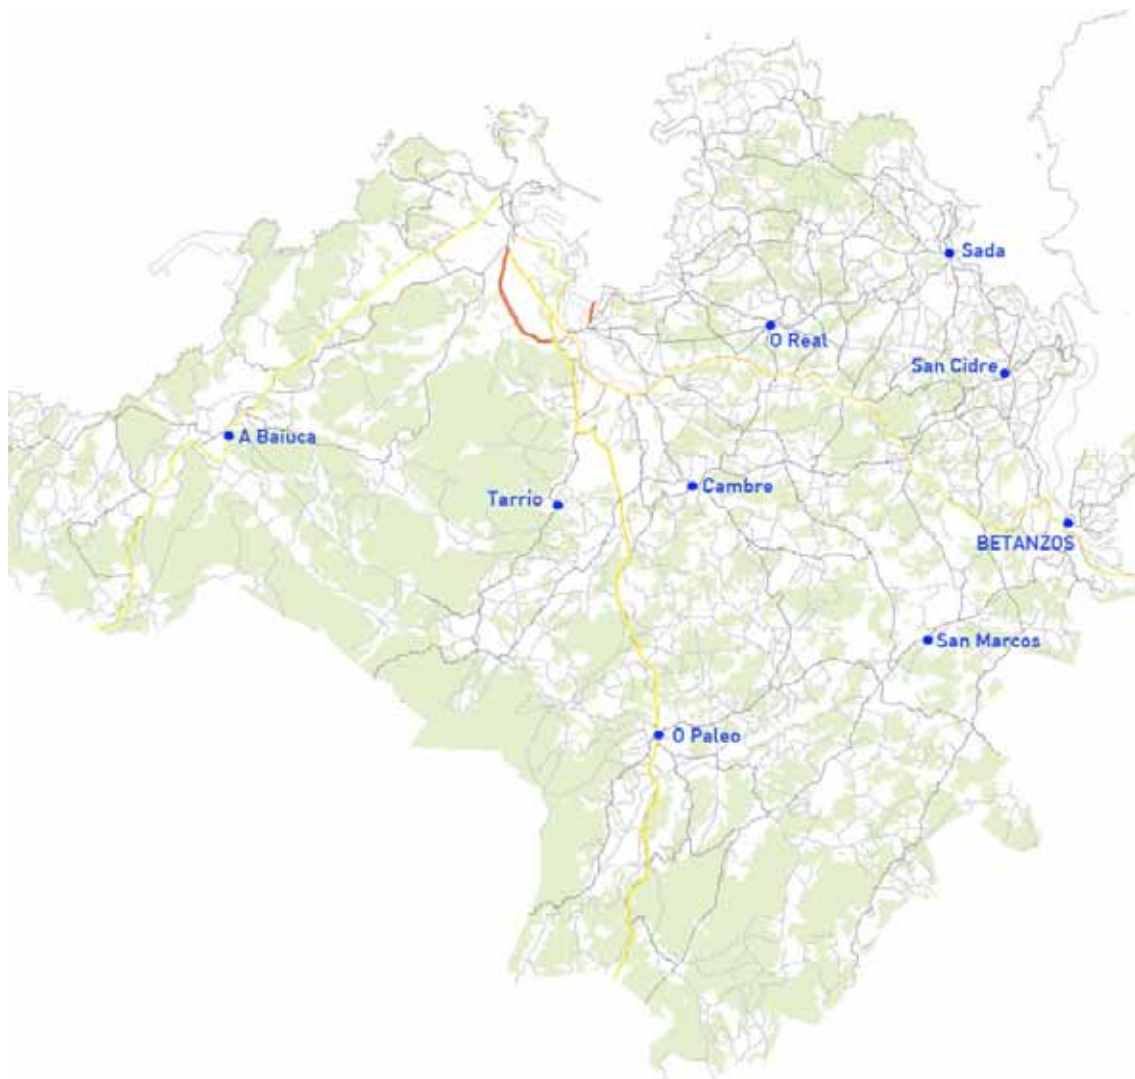 Sada
O Real
San Cidre
A Baiuca
Cambre
Tarrio
BETANZOS
San Marcos
O Paleo